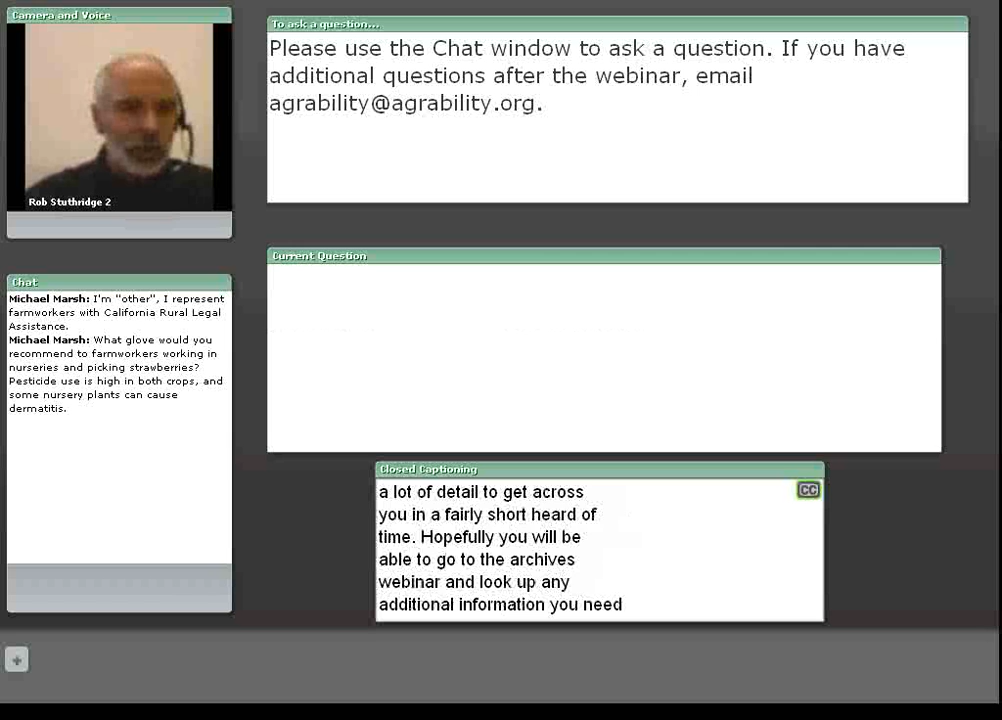 Camera and Voice
Rob Stuthridge 2
To ask a question...
Please use the Chat window to ask a question. If you have
additional questions after the webinar, email
agrability@agrability.org.
Chat
Michael Marsh: I'm "other", I represent
farmworkers with California Rural Legal
Assistance.
Michael Marsh: What glove would you
recommend to farmworkers working in
nurseries and picking strawberries?
Pesticide use is high in both crops, and
some nursery plants can cause
dermatitis.
Current Question
Closed Captioning
CC
a lot of detail to get across
you in a fairly short heard of
time. Hopefully you will be
able to go to the archives
webinar and look up any
additional information you need